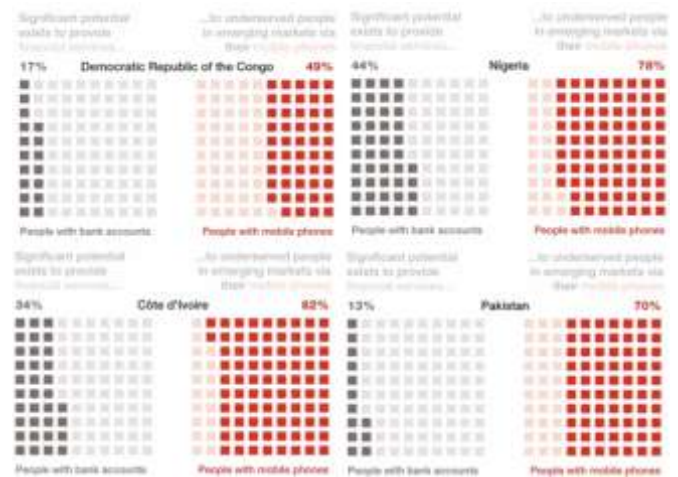 Significant potential
exists to provide
financial services...
...to underserved people
in emerging markets via
their mobile phones
17% Democratic Republic of the Congo 49%
People with bank accounts
People with mobile phones
Significant potential
exists to provide
financial services...
...to underserved people
in emerging markets via
their mobile phones
44% Nigeria 78%
People with bank accounts
People with mobile phones
Significant potential
exists to provide
financial services...
...to underserved people
in emerging markets via
their mobile phones
34% Côte d'Ivoire 82%
People with bank accounts
People with mobile phones
Significant potential
exists to provide
financial services...
...to underserved people
in emerging markets via
their mobile phones
13% Pakistan 70%
People with bank accounts
People with mobile phones